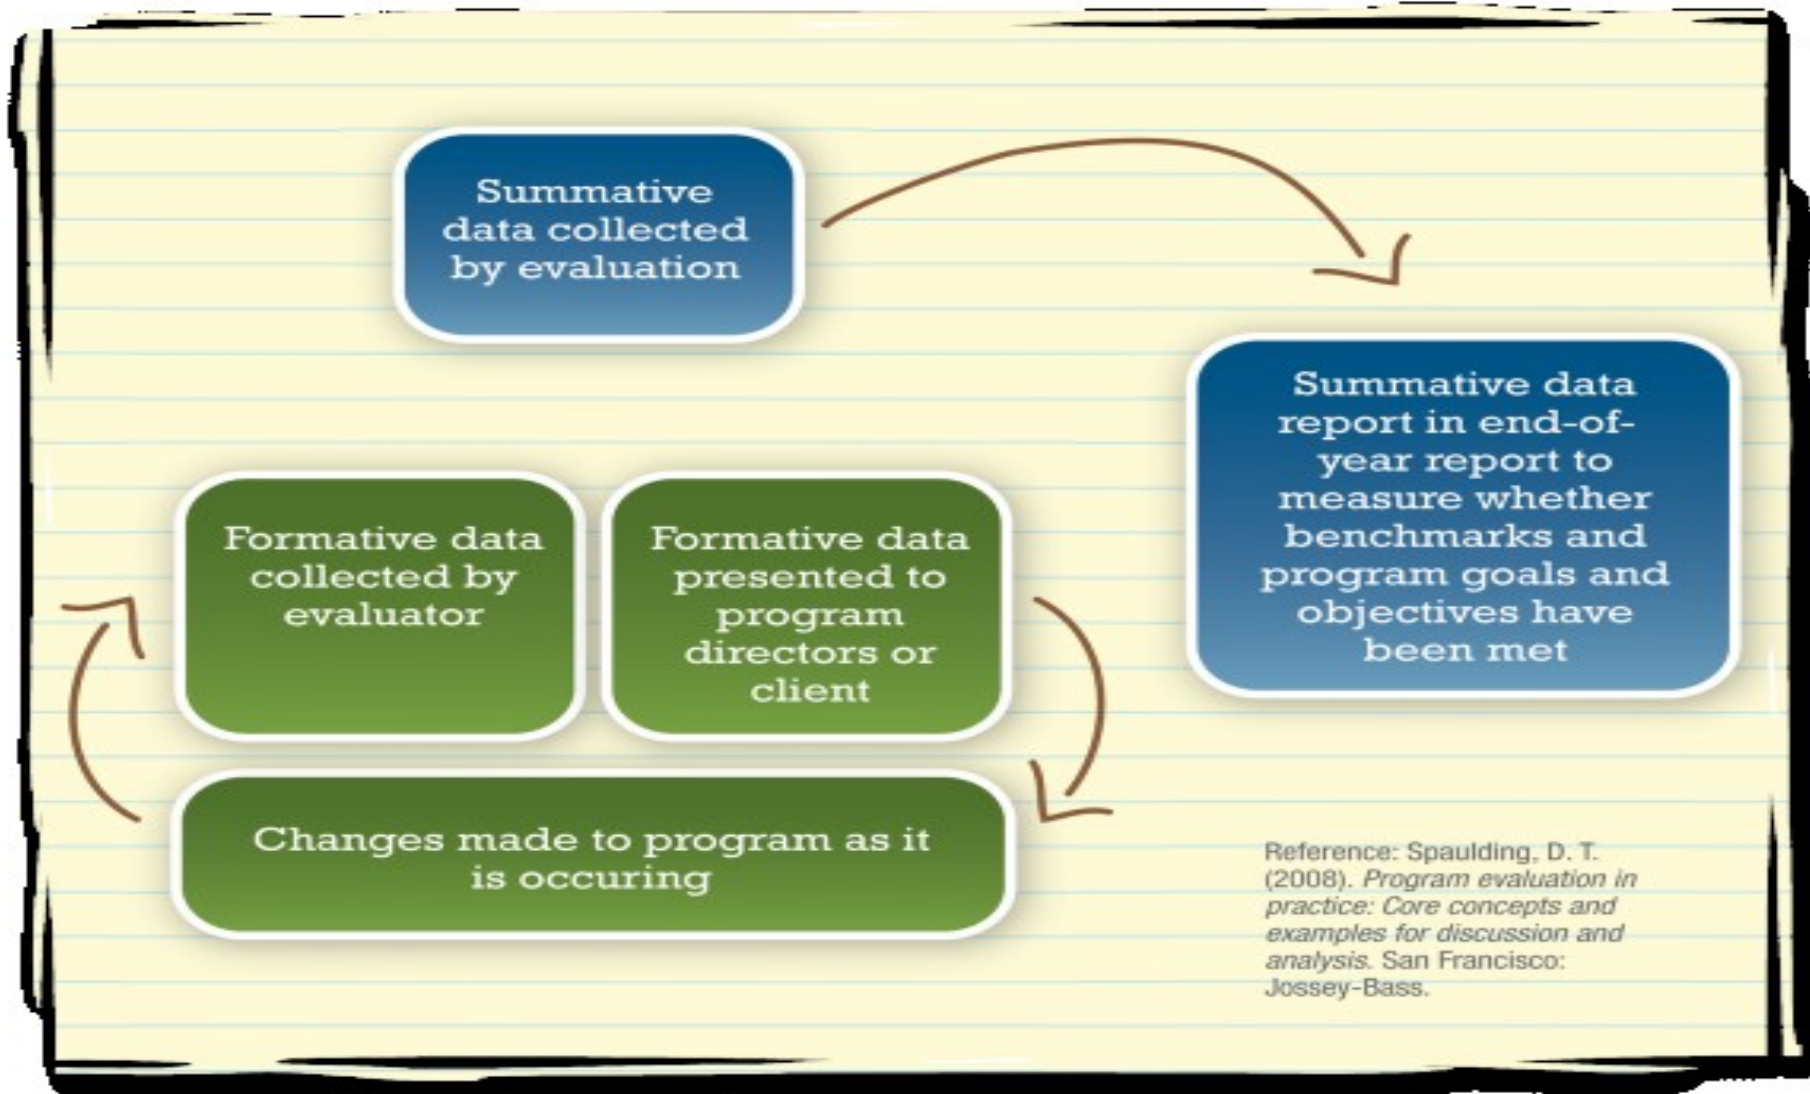 Summative
data collected
by evaluation
Summative data
report in end-of-
year report to
measure whether
benchmarks and
program goals and
objectives have
been met
Formative data
collected by
evaluator
Formative data
presented to
program
directors or
client
Changes made to program as it
is occuring
Reference: Spaulding, D. T.
(2008). Program evaluation in
practice: Core concepts and
examples for discussion and
analysis. San Francisco:
Jossey-Bass.